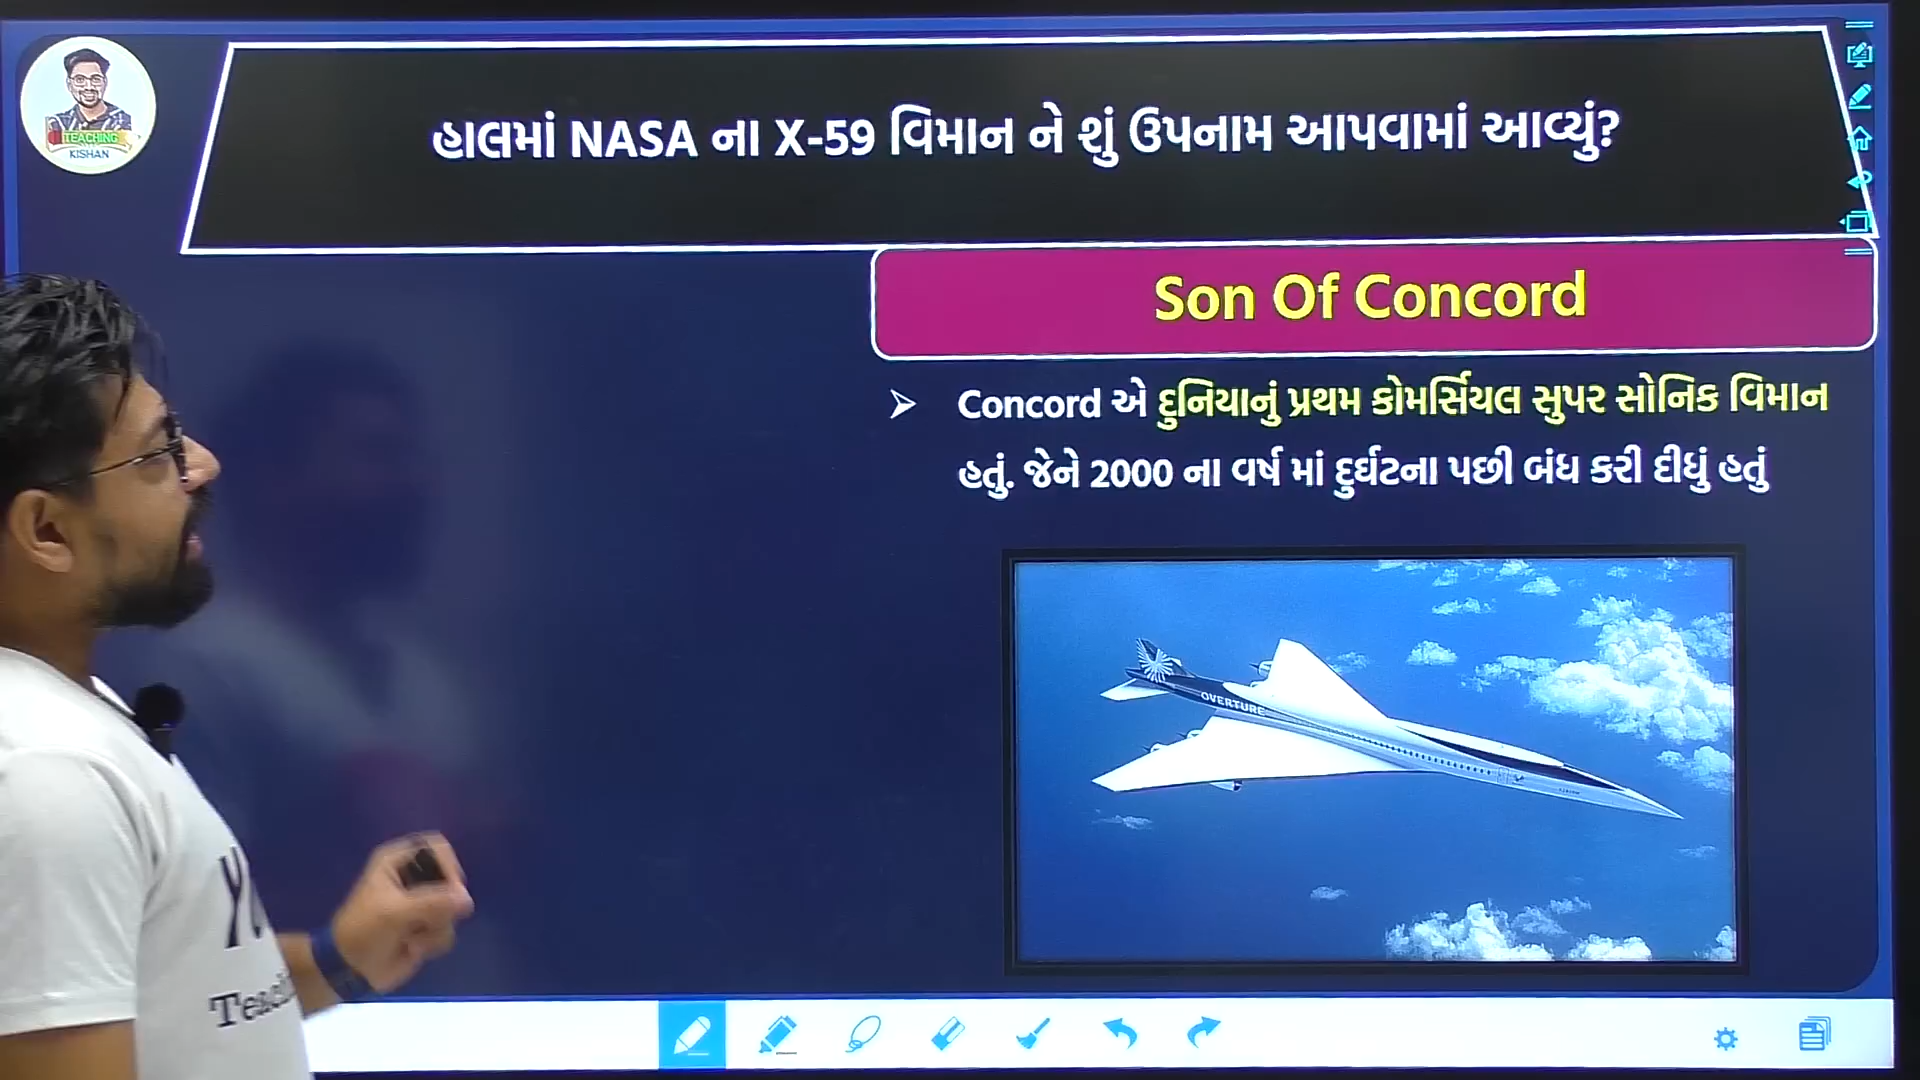 TEACHING
KISHAN
હાલમાં NASA ના X-59 વિમાન ને શું ઉપનામ આપવામાં આવ્યું?
Son Of Concord
➢ Concord એ દુનિયાનું પ્રથમ કોમર્સિયલ સુપર સોનિક વિમાન
હતું. જેને 2000 ના વર્ષ માં દુર્ઘટના પછી બંધ કરી દીધું હતું
OVERTURE